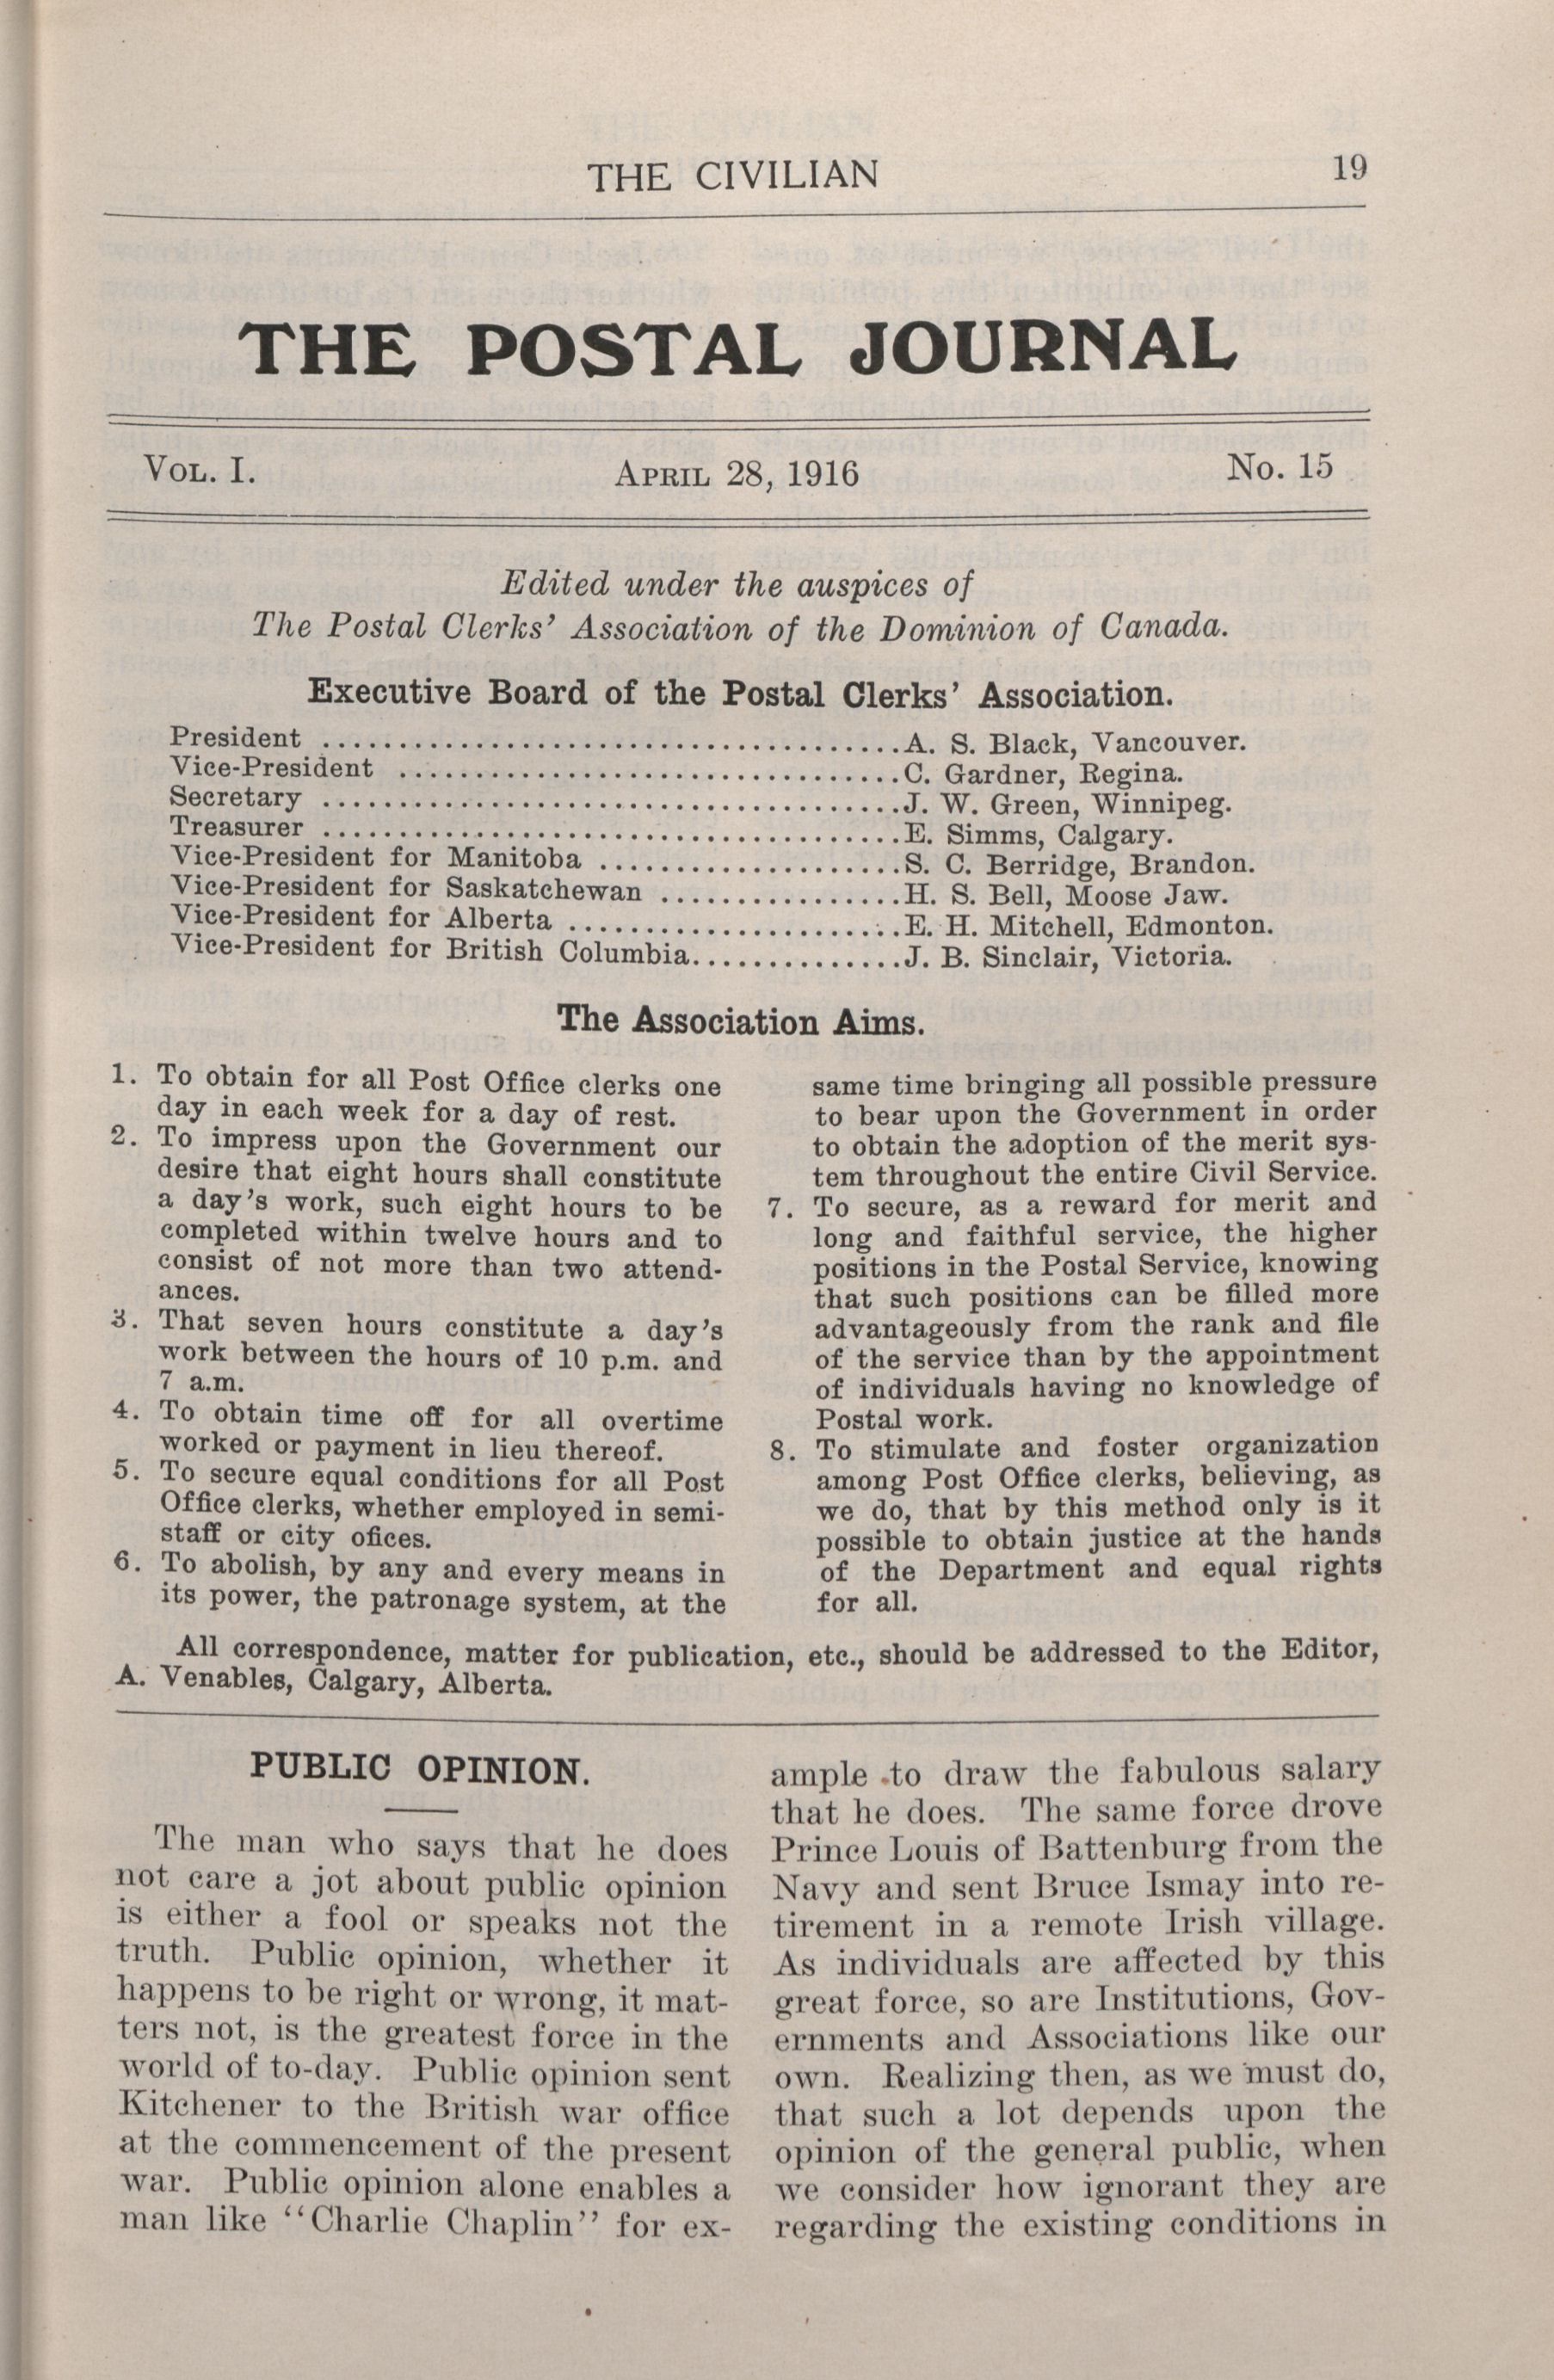 THE CIVILIAN
19
THE POSTAL JOURNAL
VOL. I.
APRIL 28, 1916
No. 15
Edited under the auspices of
The Postal Clerks' Association of the Dominion of Canada.
Executive Board of the Postal Clerks' Association.
President ......................................A. S. Black, Vancouver.
Vice-President .................................C. Gardner, Regina.
Secretary ......................................J. W. Green, Winnipeg.
Treasurer ......................................E. Simms, Calgary.
Vice-President for Manitoba ....................S. C. Berridge, Brandon.
Vice-President for Saskatchewan ................H. S. Bell, Moose Jaw.
Vice-President for Alberta ......................E. H. Mitchell, Edmonton.
Vice-President for British Columbia..............J. B. Sinclair, Victoria.
The Association Aims.
1. To obtain for all Post Office clerks one
day in each week for a day of rest.
2. To impress upon the Government our
desire that eight hours shall constitute
a day's work, such eight hours to be
completed within twelve hours and to
consist of not more than two attend-
ances.
3. That seven hours constitute a day's
work between the hours of 10 p.m. and
7 a.m.
4. To obtain time off for all overtime
worked or payment in lieu thereof.
5. To secure equal conditions for all Post
Office clerks, whether employed in semi-
staff or city ofices.
6. To abolish, by any and every means in
its power, the patronage system, at the
same time bringing all possible pressure
to bear upon the Government in order
to obtain the adoption of the merit sys-
tem throughout the entire Civil Service.
7. To secure, as a reward for merit and
long and faithful service, the higher
positions in the Postal Service, knowing
that such positions can be filled more
advantageously from the rank and file
of the service than by the appointment
of individuals having no knowledge of
Postal work.
8. To stimulate and foster organization
among Post Office clerks, believing, as
we do, that by this method only is it
possible to obtain justice at the hands
of the Department and equal rights
for all.
All correspondence, matter for publication, etc., should be addressed to the Editor,
A. Venables, Calgary, Alberta.
PUBLIC OPINION.
The man who says that he does
not care a jot about public opinion
is either a fool or speaks not the
truth. Public opinion, whether it
happens to be right or wrong, it mat-
ters not, is the greatest force in the
world of to-day. Public opinion sent
Kitchener to the British war office
at the commencement of the present
war. Public opinion alone enables a
man like "Charlie Chaplin" for ex-
ample to draw the fabulous salary
that he does. The same force drove
Prince Louis of Battenburg from the
Navy and sent Bruce Ismay into re-
tirement in a remote Irish village.
As individuals are affected by this
great force, so are Institutions, Gov-
ernments and Associations like our
own. Realizing then, as we must do,
that such a lot depends upon the
opinion of the general public, when
we consider how ignorant they are
regarding the existing conditions in